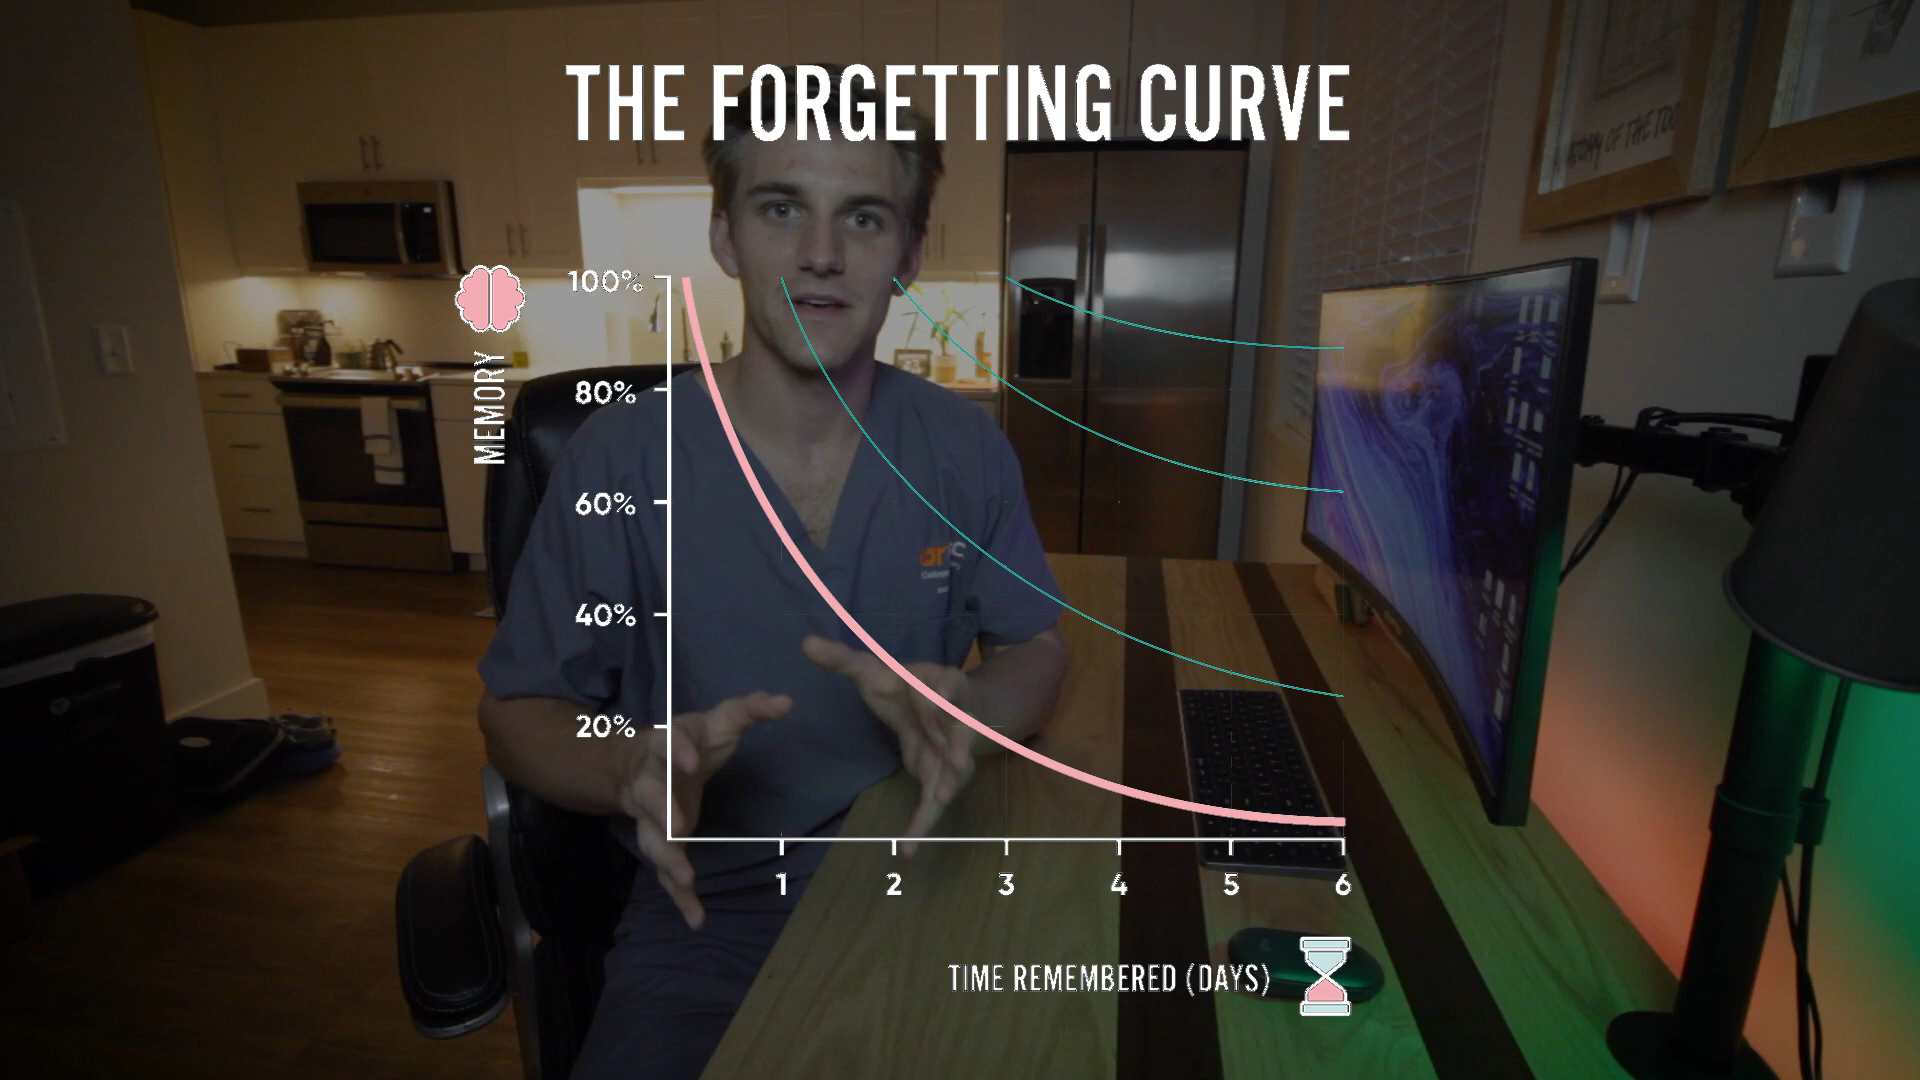 THE FORGETTING CURVE
MEMORY
100%
80%
60%
40%
20%
1 2 3 4 5 6
TIME REMEMBERED (DAYS)